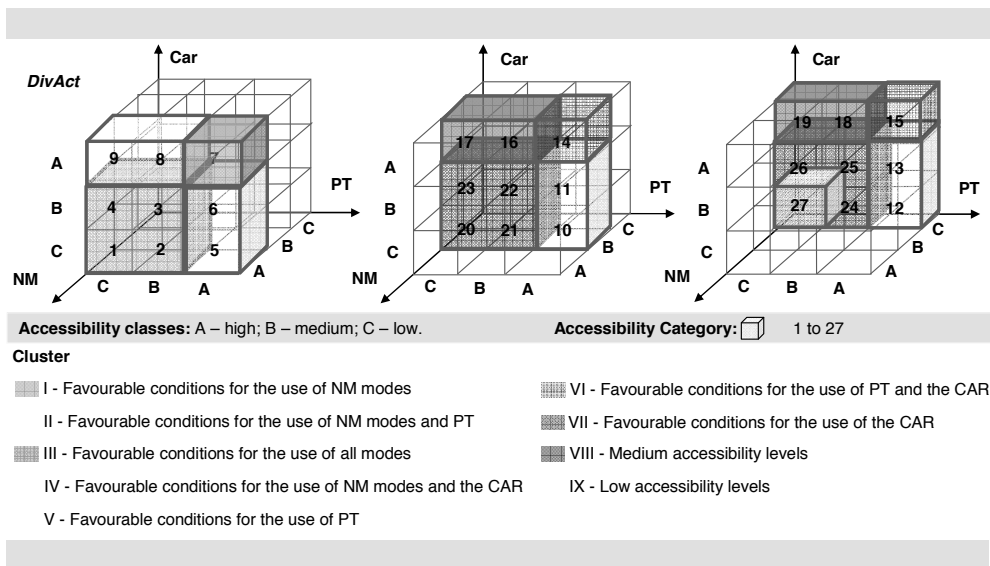 DivAct
Car
A
B
C
9 8 7
4 3 6
1 2 5
PT
C
B
A
NM
C B A
Car
A
B
C
17 16 14
23 22 11
20 21 10
PT
C
B
A
NM
C B A
Car
A
B
C
19 18 15
26 25 13
27 24 12
PT
C
B
A
NM
C B A
Accessibility classes: A – high; B – medium; C – low. Accessibility Category: 1 to 27
Cluster
I - Favourable conditions for the use of NM modes
II - Favourable conditions for the use of NM modes and PT
III - Favourable conditions for the use of all modes
IV - Favourable conditions for the use of NM modes and the CAR
V - Favourable conditions for the use of PT
VI - Favourable conditions for the use of PT and the CAR
VII - Favourable conditions for the use of the CAR
VIII - Medium accessibility levels
IX - Low accessibility levels